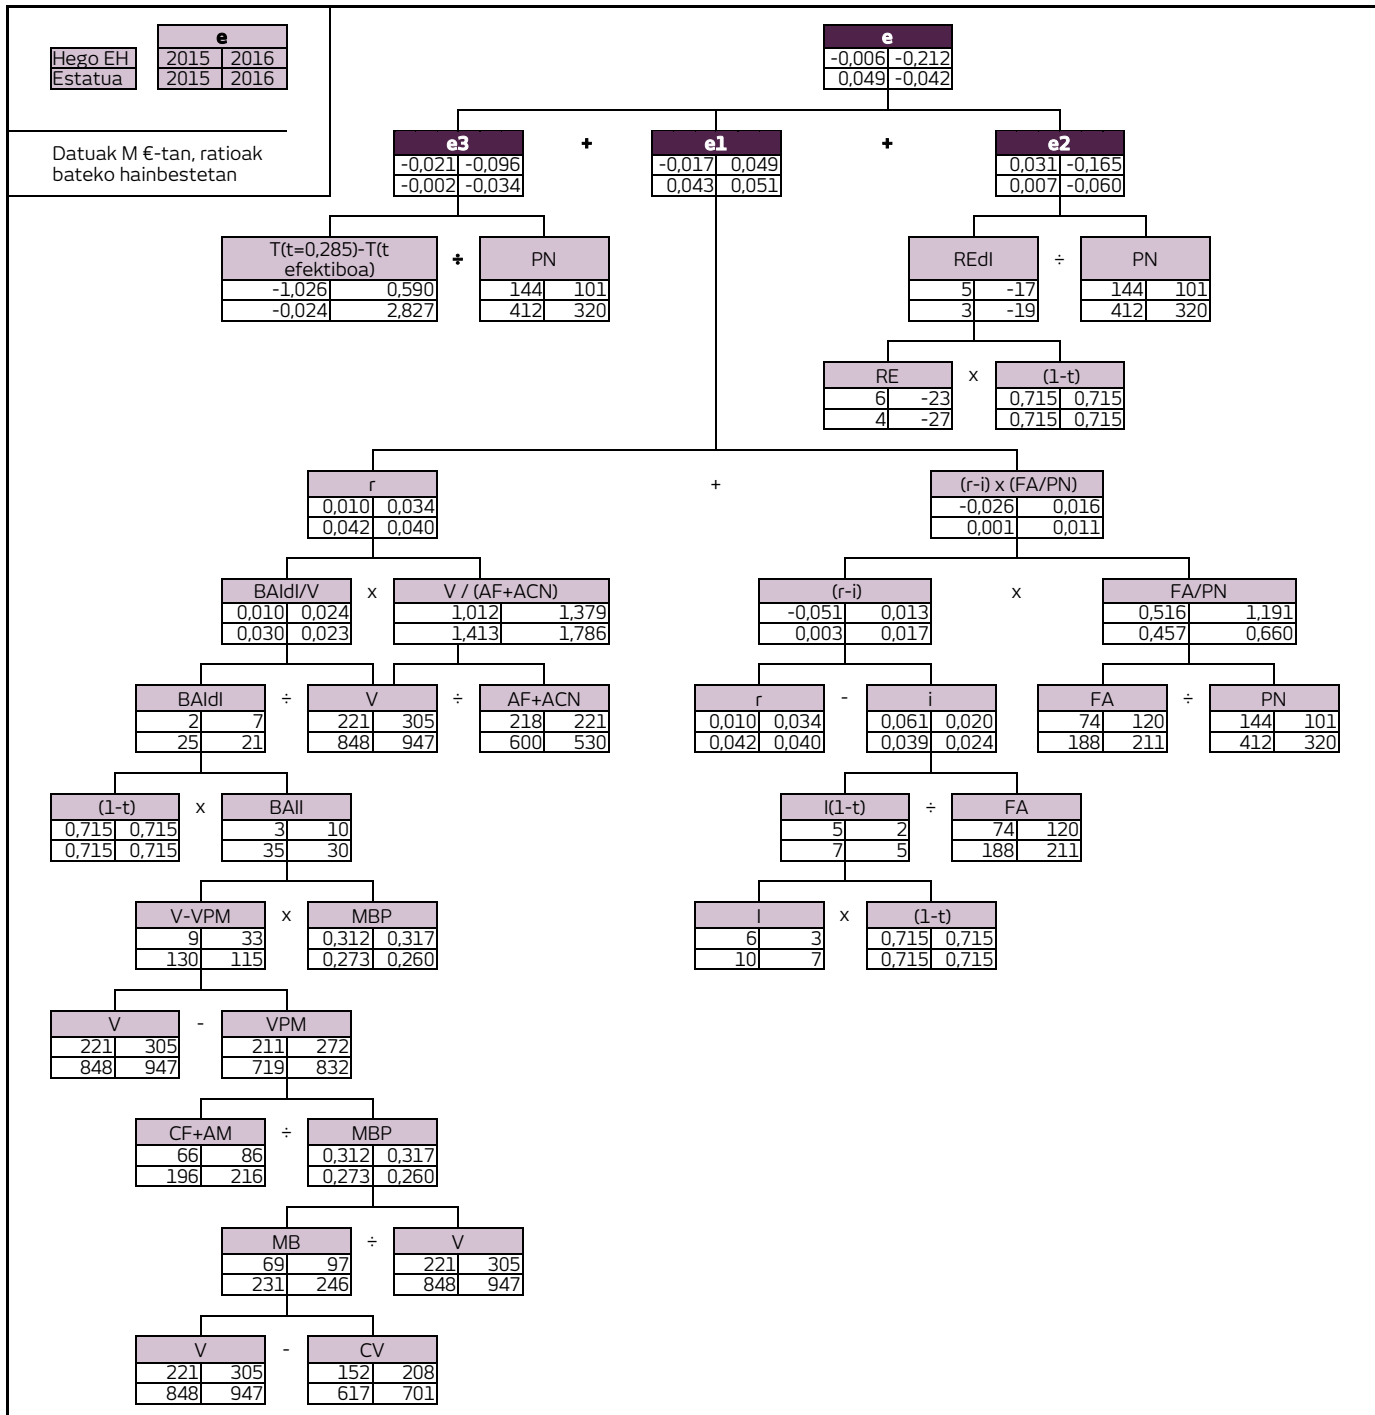 e
Hego EH 2015 2016
Estatua 2015 2016
Datuak M €-tan, ratioak
bateko hainbestetan
e
-0,006 -0,212
0,049 -0,042
e3 + e1 + e2
-0,021 -0,096 -0,017 0,049 0,031 -0,165
-0,002 -0,034 0,043 0,051 0,007 -0,060
T(t=0,285)-T(t
efektiboa) ÷ PN REdI ÷ PN
-1,026 0,590 144 101 5 -17 144 101
-0,024 2,827 412 320 3 -19 412 320
RE x (1-t)
6 -23 0,715 0,715
4 -27 0,715 0,715
r + (r-i) x (FA/PN)
0,010 0,034 -0,026 0,016
0,042 0,040 0,001 0,011
BAIdI/V x V / (AF+ACN) (r-i) x FA/PN
0,010 0,024 1,012 1,379 -0,051 0,013 0,516 1,191
0,030 0,023 1,413 1,786 0,003 0,017 0,457 0,660
BAIdI ÷ V ÷ AF+ACN r - i FA ÷ PN
2 7 221 305 218 221 0,010 0,034 0,061 0,020 74 120 144 101
25 21 848 947 600 530 0,042 0,040 0,039 0,024 188 211 412 320
(1-t) x BAII I(1-t) ÷ FA
0,715 0,715 3 10 5 2 74 120
0,715 0,715 35 30 7 5 188 211
V-VPM x MBP I x (1-t)
9 33 0,312 0,317 6 3 0,715 0,715
130 115 0,273 0,260 10 7 0,715 0,715
V - VPM
221 305 211 272
848 947 719 832
CF+AM ÷ MBP
66 86 0,312 0,317
196 216 0,273 0,260
MB ÷ V
69 97 221 305
231 246 848 947
V - CV
221 305 152 208
848 947 617 701